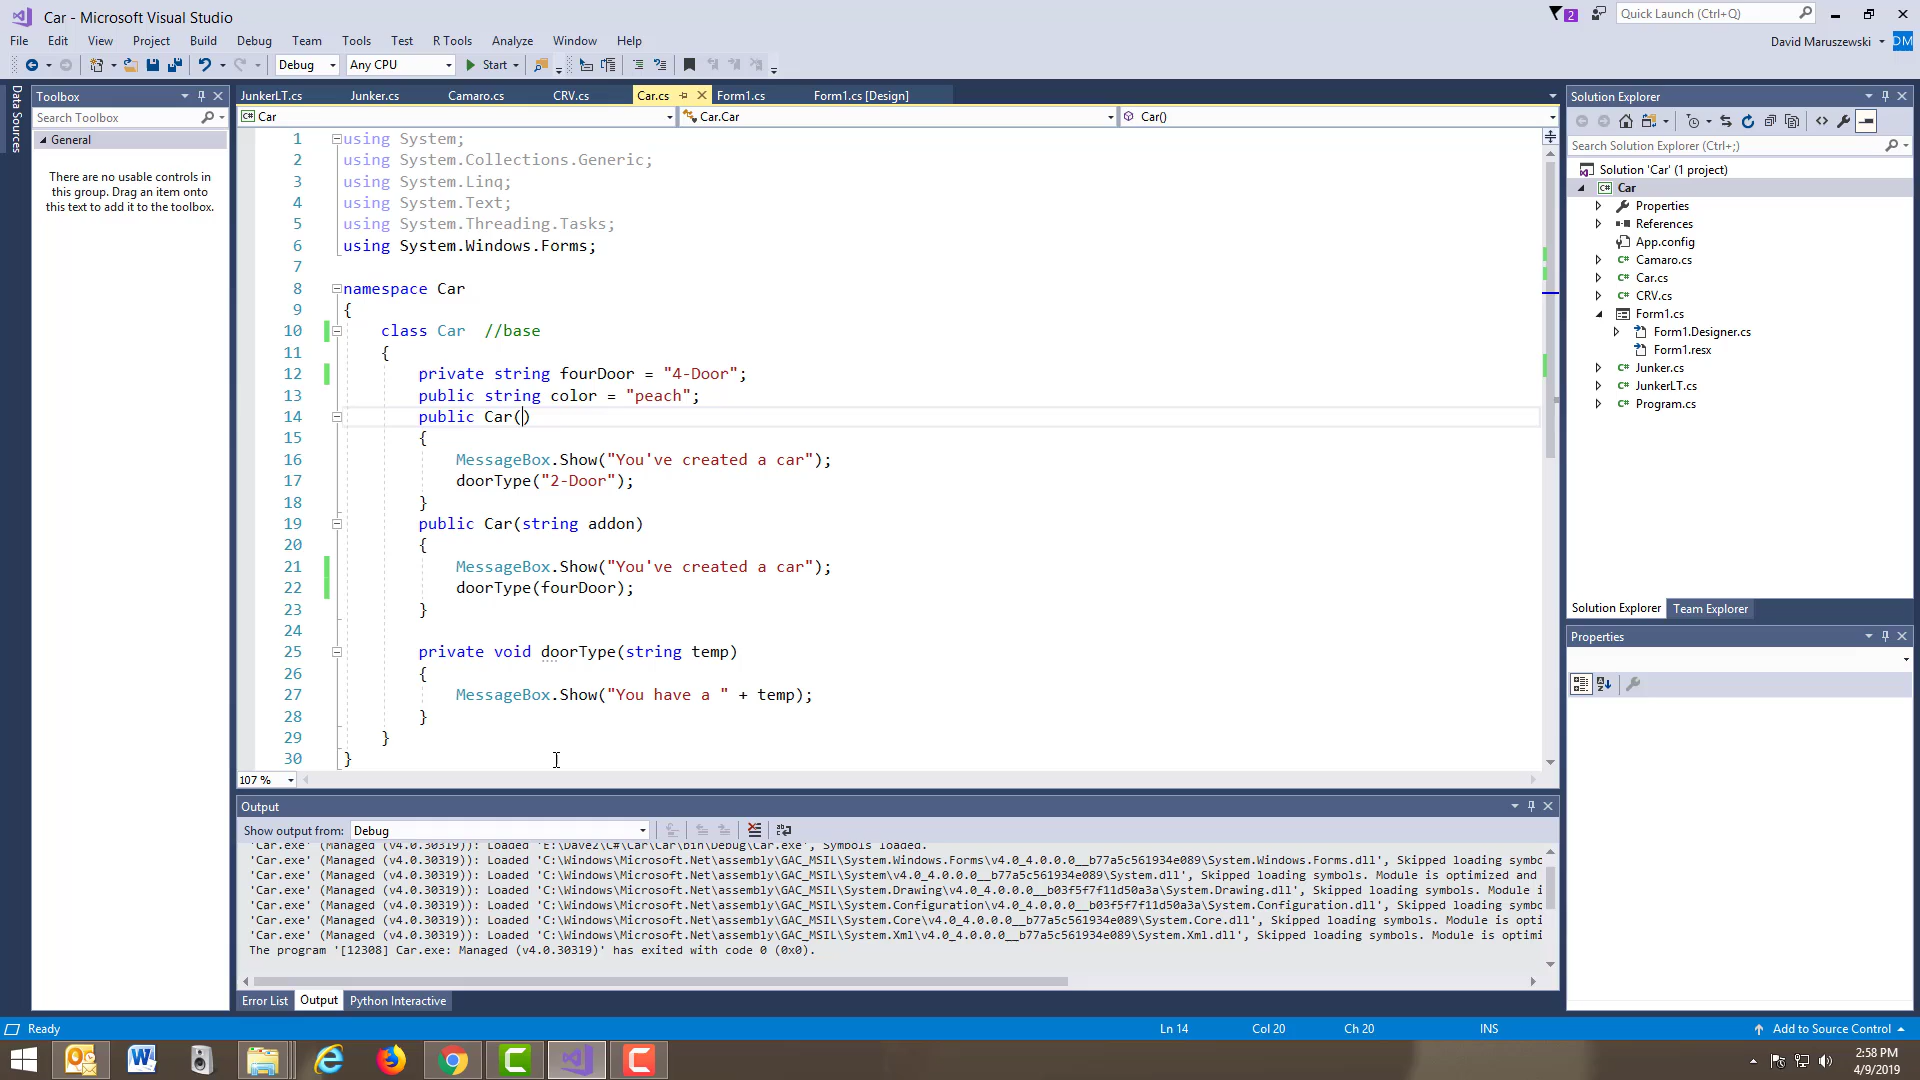 Car - Microsoft Visual Studio
2
Quick Launch (Ctrl+Q)
File Edit View Project Build Debug Team Tools Test R Tools Analyze Window Help
David Maruszewski
DM
Debug Any CPU Start
Data Sources
Toolbox
Search Toolbox
General
There are no usable controls in
this group. Drag an item onto
this text to add it to the toolbox.
JunkerLT.cs Junker.cs Camaro.cs CRV.cs Car.cs Form1.cs Form1.cs [Design]
C# Car Car.Car Car()
1 using System;
2 using System.Collections.Generic;
3 using System.Linq;
4 using System.Text;
5 using System.Threading.Tasks;
6 using System.Windows.Forms;
7
8 namespace Car
9 {
10 class Car //base
11 {
12 private string fourDoor = "4-Door";
13 public string color = "peach";
14 public Car()
15 {
16 MessageBox.Show("You've created a car");
17 doorType("2-Door");
18 }
19 public Car(string addon)
20 {
21 MessageBox.Show("You've created a car");
22 doorType(fourDoor);
23 }
24
25 private void doorType(string temp)
26 {
27 MessageBox.Show("You have a " + temp);
28 }
29 }
30 }
107 %
Output
Show output from: Debug
'Car.exe' (Managed (v4.0.30319)): Loaded 'E:\Dave2\C#\Car\Car\bin\Debug\Car.exe', Symbols loaded.
'Car.exe' (Managed (v4.0.30319)): Loaded 'C:\Windows\Microsoft.Net\assembly\GAC_MSIL\System.Windows.Forms\v4.0_4.0.0.0__b77a5c561934e089\System.Windows.Forms.dll', Skipped loading symbo
'Car.exe' (Managed (v4.0.30319)): Loaded 'C:\Windows\Microsoft.Net\assembly\GAC_MSIL\System\v4.0_4.0.0.0__b77a5c561934e089\System.dll', Skipped loading symbols. Module is optimized and
'Car.exe' (Managed (v4.0.30319)): Loaded 'C:\Windows\Microsoft.Net\assembly\GAC_MSIL\System.Drawing\v4.0_4.0.0.0__b03f5f7f11d50a3a\System.Drawing.dll', Skipped loading symbols. Module i
'Car.exe' (Managed (v4.0.30319)): Loaded 'C:\Windows\Microsoft.Net\assembly\GAC_MSIL\System.Configuration\v4.0_4.0.0.0__b03f5f7f11d50a3a\System.Configuration.dll', Skipped loading symbo
'Car.exe' (Managed (v4.0.30319)): Loaded 'C:\Windows\Microsoft.Net\assembly\GAC_MSIL\System.Core\v4.0_4.0.0.0__b77a5c561934e089\System.Core.dll', Skipped loading symbols. Module is opti
'Car.exe' (Managed (v4.0.30319)): Loaded 'C:\Windows\Microsoft.Net\assembly\GAC_MSIL\System.Xml\v4.0_4.0.0.0__b77a5c561934e089\System.Xml.dll', Skipped loading symbols. Module is optimi
The program '[12308] Car.exe: Managed (v4.0.30319)' has exited with code 0 (0x0).
Error List Output Python Interactive
Solution Explorer
Search Solution Explorer (Ctrl+;)
Solution 'Car' (1 project)
C# Car
Properties
References
App.config
C# Camaro.cs
C# Car.cs
C# CRV.cs
Form1.cs
Form1.Designer.cs
Form1.resx
C# Junker.cs
C# JunkerLT.cs
C# Program.cs
Solution Explorer Team Explorer
Properties
Ready Ln 14 Col 20 Ch 20 INS Add to Source Control
2:58 PM
4/9/2019